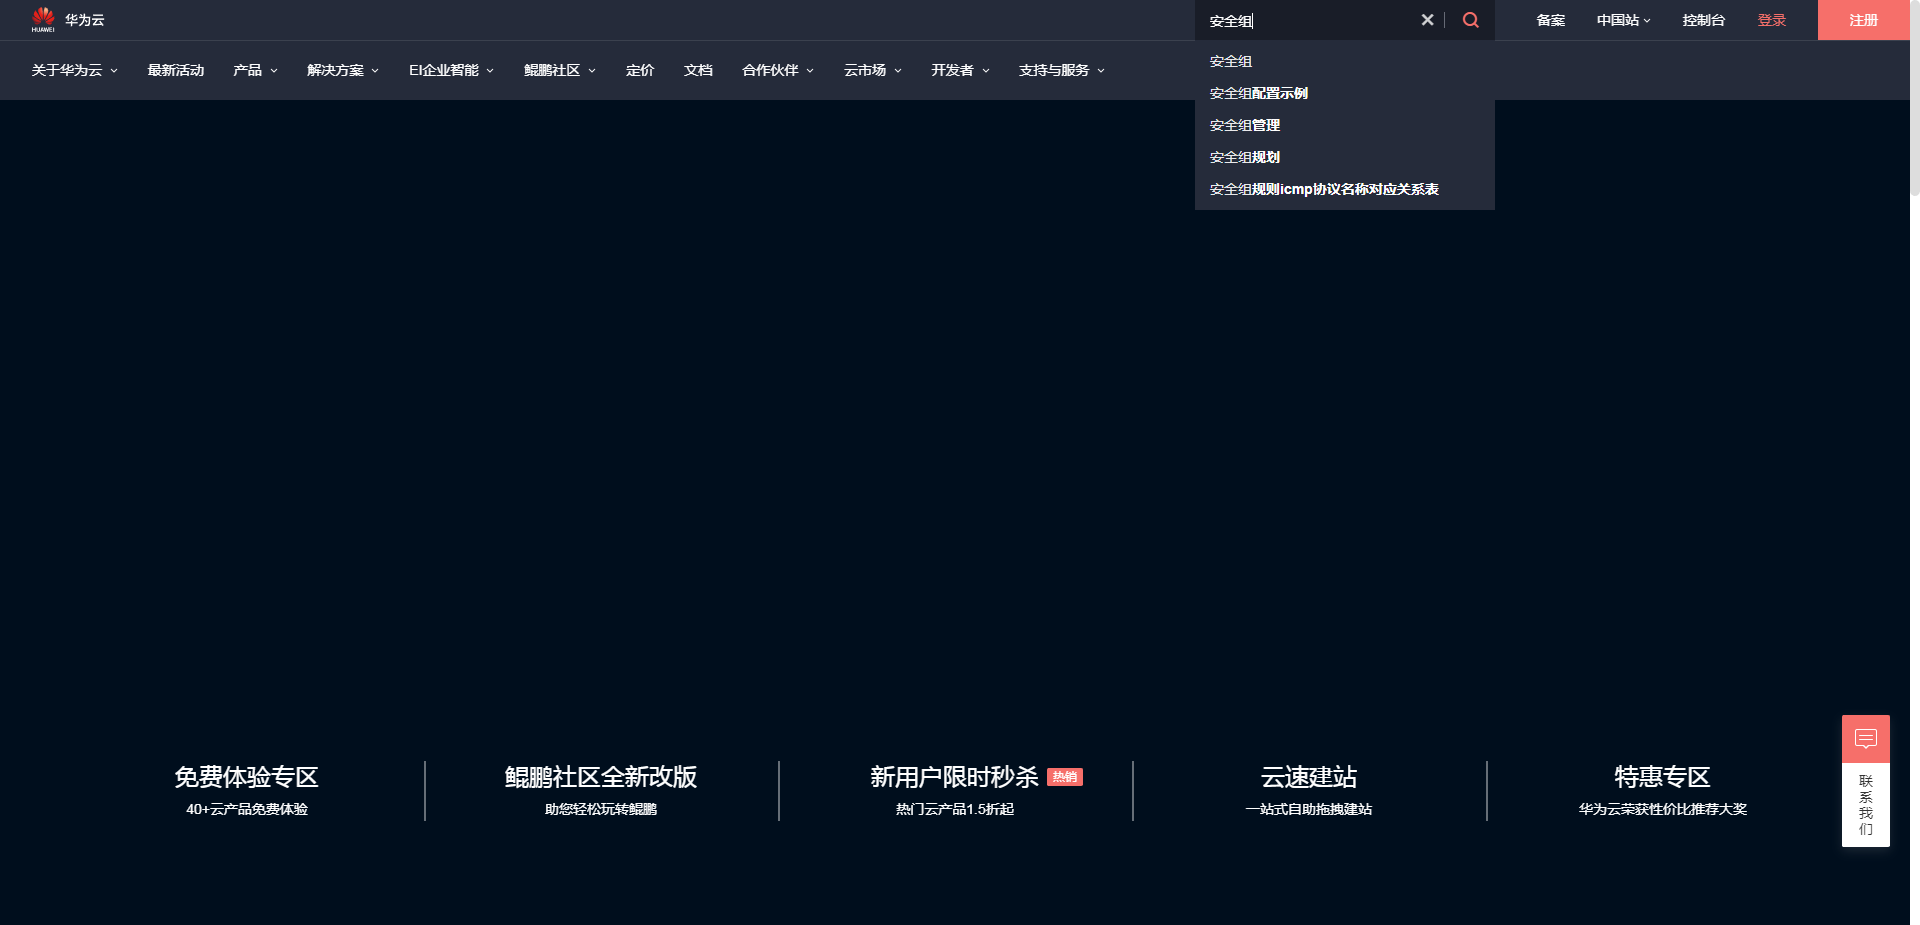 HUAWEI
华为云
安全组
备案
中国站
控制台
登录
注册
关于华为云
最新活动
产品
解决方案
EI企业智能
鲲鹏社区
定价
文档
合作伙伴
云市场
开发者
支持与服务
安全组
安全组配置示例
安全组管理
安全组规划
安全组规则icmp协议名称对应关系表
免费体验专区
40+云产品免费体验
鲲鹏社区全新改版
助您轻松玩转鲲鹏
新用户限时秒杀
热销
热门云产品1.5折起
云速建站
一站式自助拖拽建站
特惠专区
华为云荣获性价比推荐大奖
联系我们